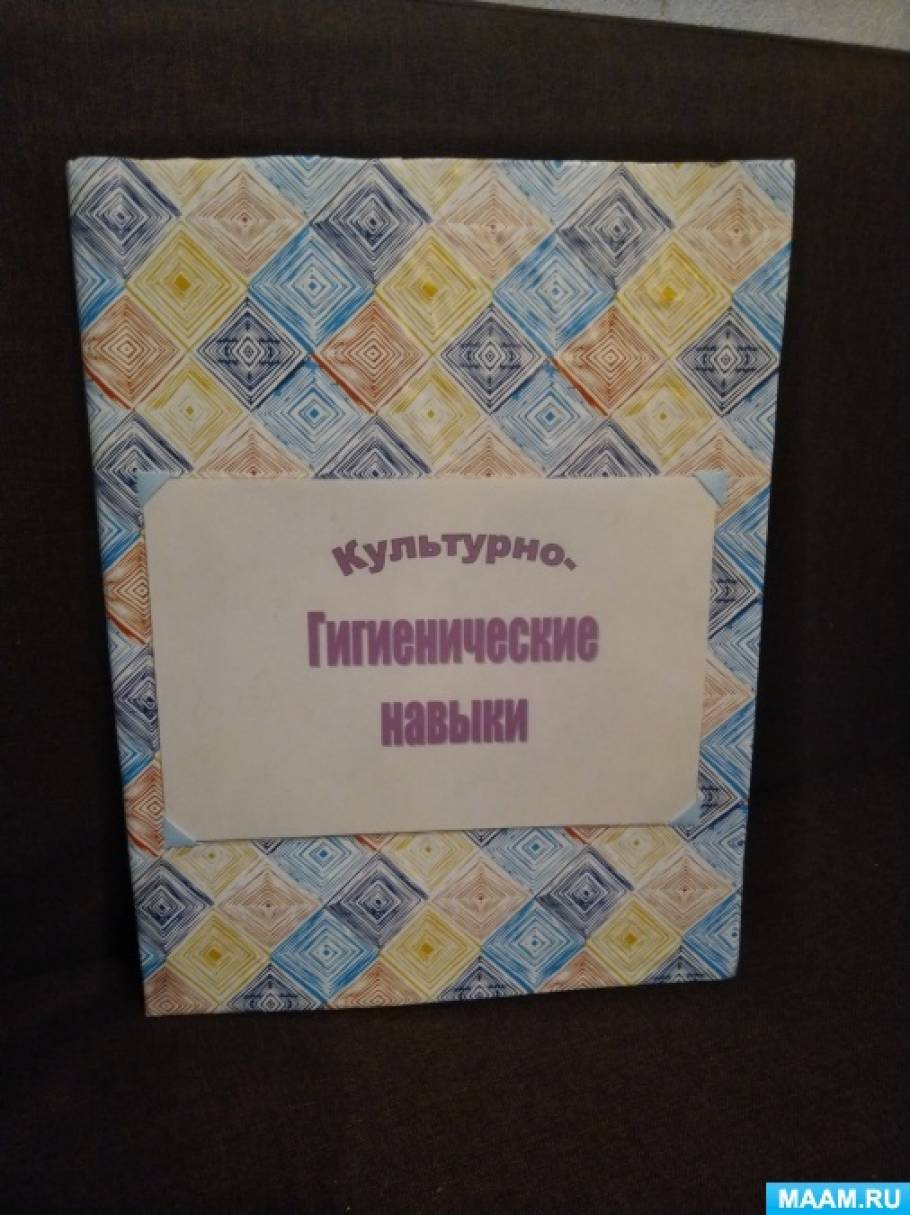 Культурно-
Гигиенические
навыки
MAAM.RU